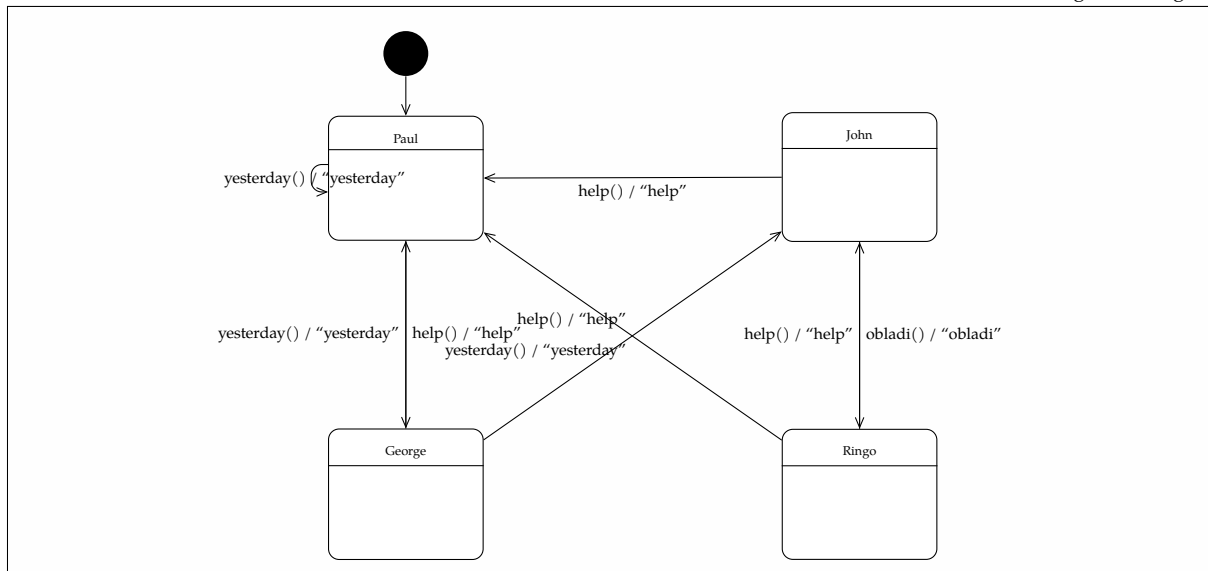 Paul
John
yesterday() / “yesterday”
help() / “help”
help() / “help”
yesterday() / “yesterday”
help() / “help”
yesterday() / “yesterday”
help() / “help”
obladi() / “obladi”
George
Ringo